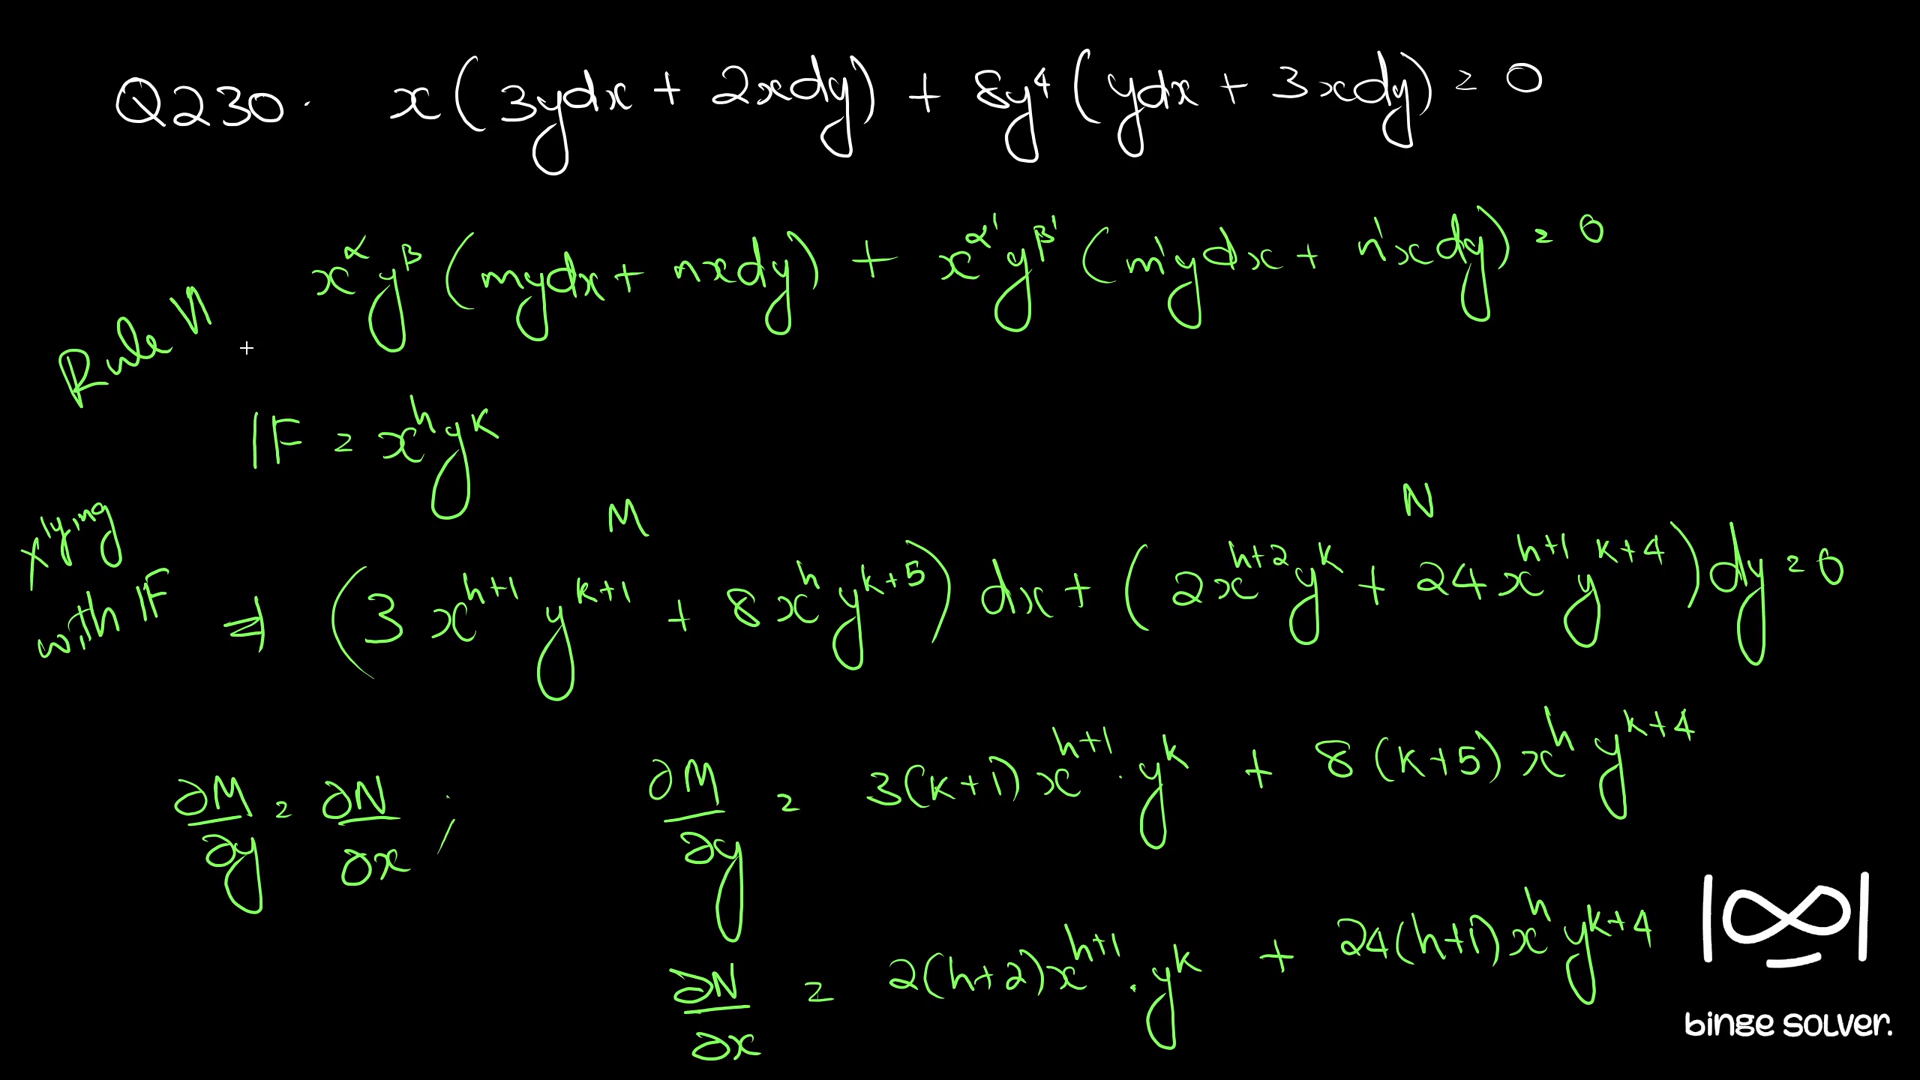 Q230. x(3ydx + 2xdy) + 8y⁴(ydx + 3xdy) = 0
Rule VI
x^α y^β (mydx + nxdy) + x^α' y^β' (m'ydx + n'xdy) = 0
IF = x^h y^k
M N
x'lying with IF ⇒ (3x^{h+1} y^{k+1} + 8x^h y^{k+5}) dx + (2x^{h+2} y^k + 24x^{h+1} y^{k+4}) dy = 0
∂M/∂y = ∂N/∂x ; ∂M/∂y = 3(k+1)x^{h+1}.y^k + 8(k+5)x^h y^{k+4}
∂N/∂x = 2(h+2)x^{h+1}.y^k + 24(h+1)x^h y^{k+4}
binge solver.